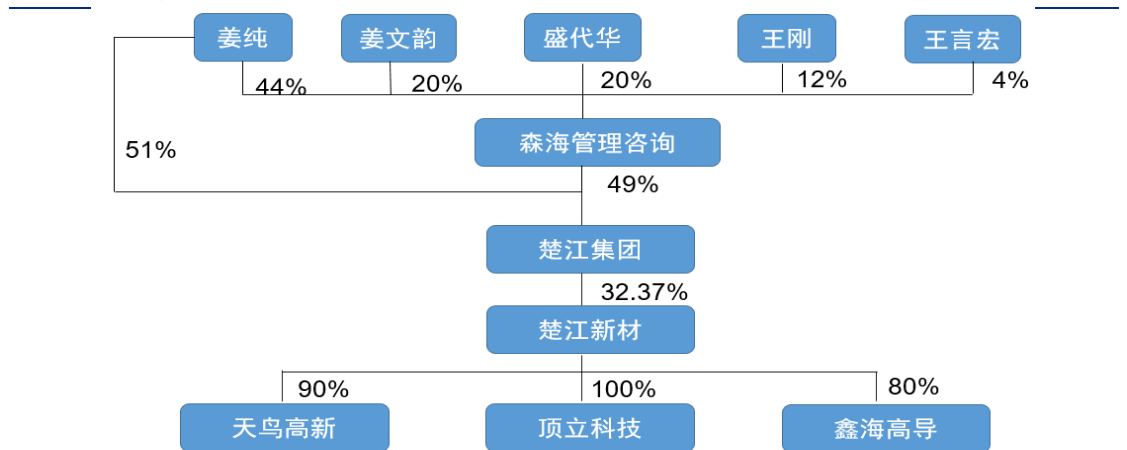 姜纯
姜文韵
盛代华
王刚
王言宏
44%
20%
20%
12%
4%
森海管理咨询
51%
49%
楚江集团
32.37%
楚江新材
90%
100%
80%
天鸟高新
顶立科技
鑫海高导